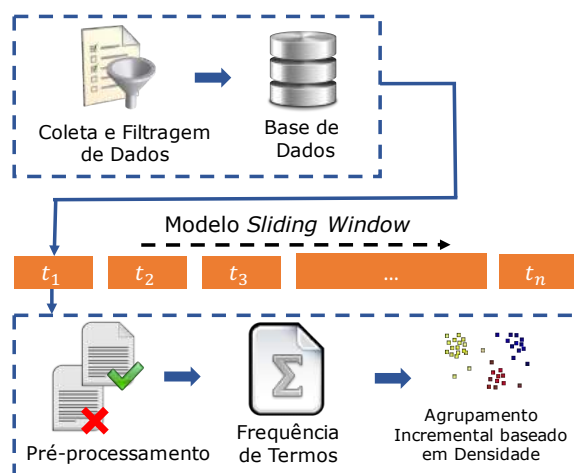 Coleta e Filtragem
de Dados
Base de
Dados
Modelo Sliding Window
t₁ t₂ t₃ ... tₙ
Σ
Pré-processamento
Frequência
de Termos
Agrupamento
Incremental baseado
em Densidade